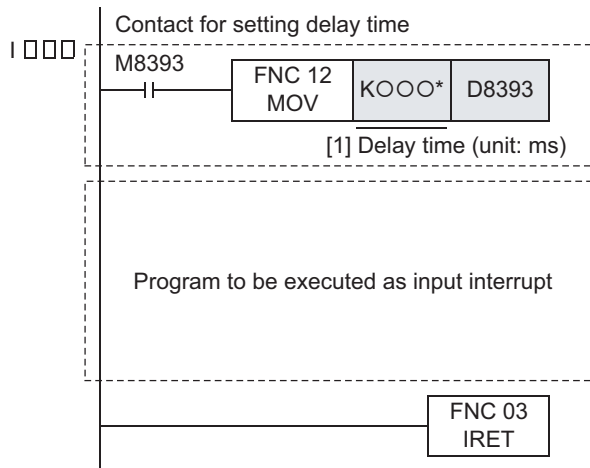 Contact for setting delay time
I □□□
M8393
FNC 12
MOV
K○○○*
D8393
[1] Delay time (unit: ms)
Program to be executed as input interrupt
FNC 03
IRET